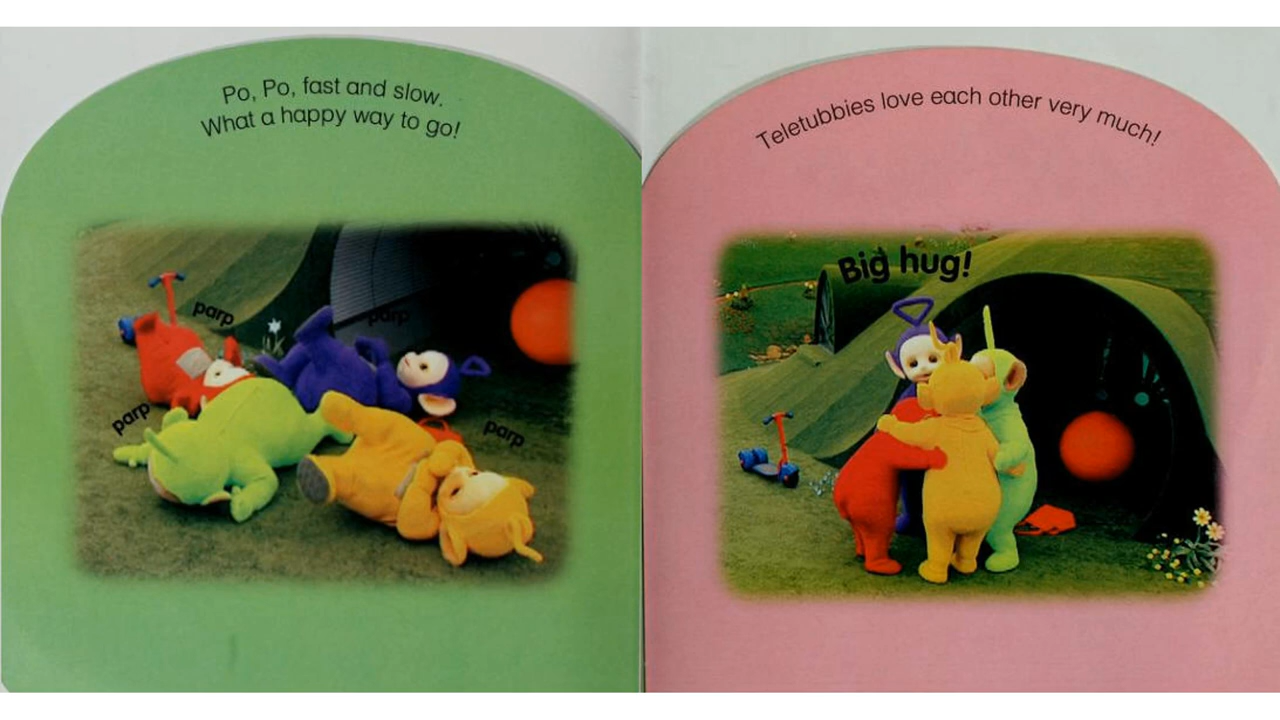 Po, Po, fast and slow.
What a happy way to go!
parp
parp
parp
parp
Teletubbies love each other very much!
Big hug!